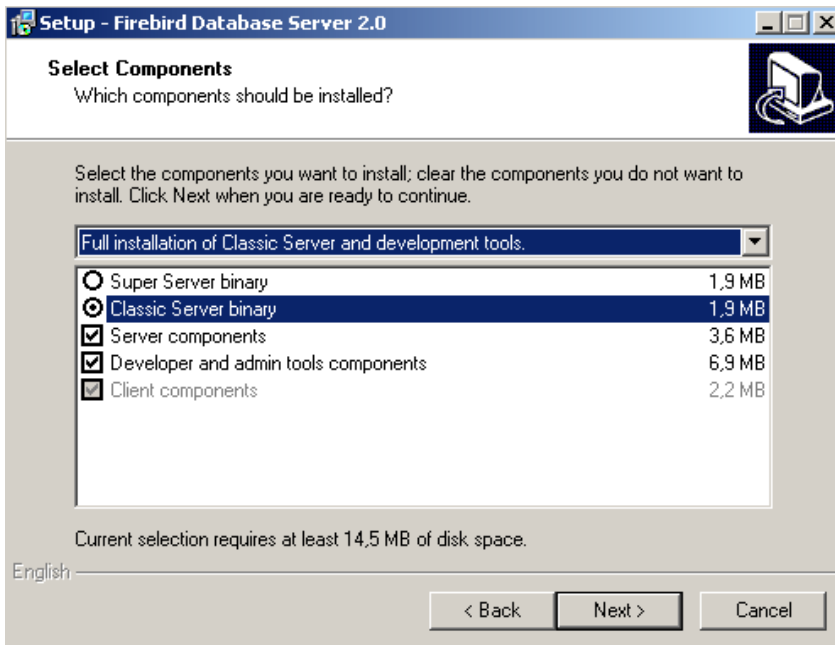 Setup - Firebird Database Server 2.0
Select Components
Which components should be installed?
Select the components you want to install; clear the components you do not want to
install. Click Next when you are ready to continue.
Full installation of Classic Server and development tools.
Super Server binary 1,9 MB
Classic Server binary 1,9 MB
Server components 3,6 MB
Developer and admin tools components 6,9 MB
Client components 2,2 MB
Current selection requires at least 14,5 MB of disk space.
English
< Back Next > Cancel